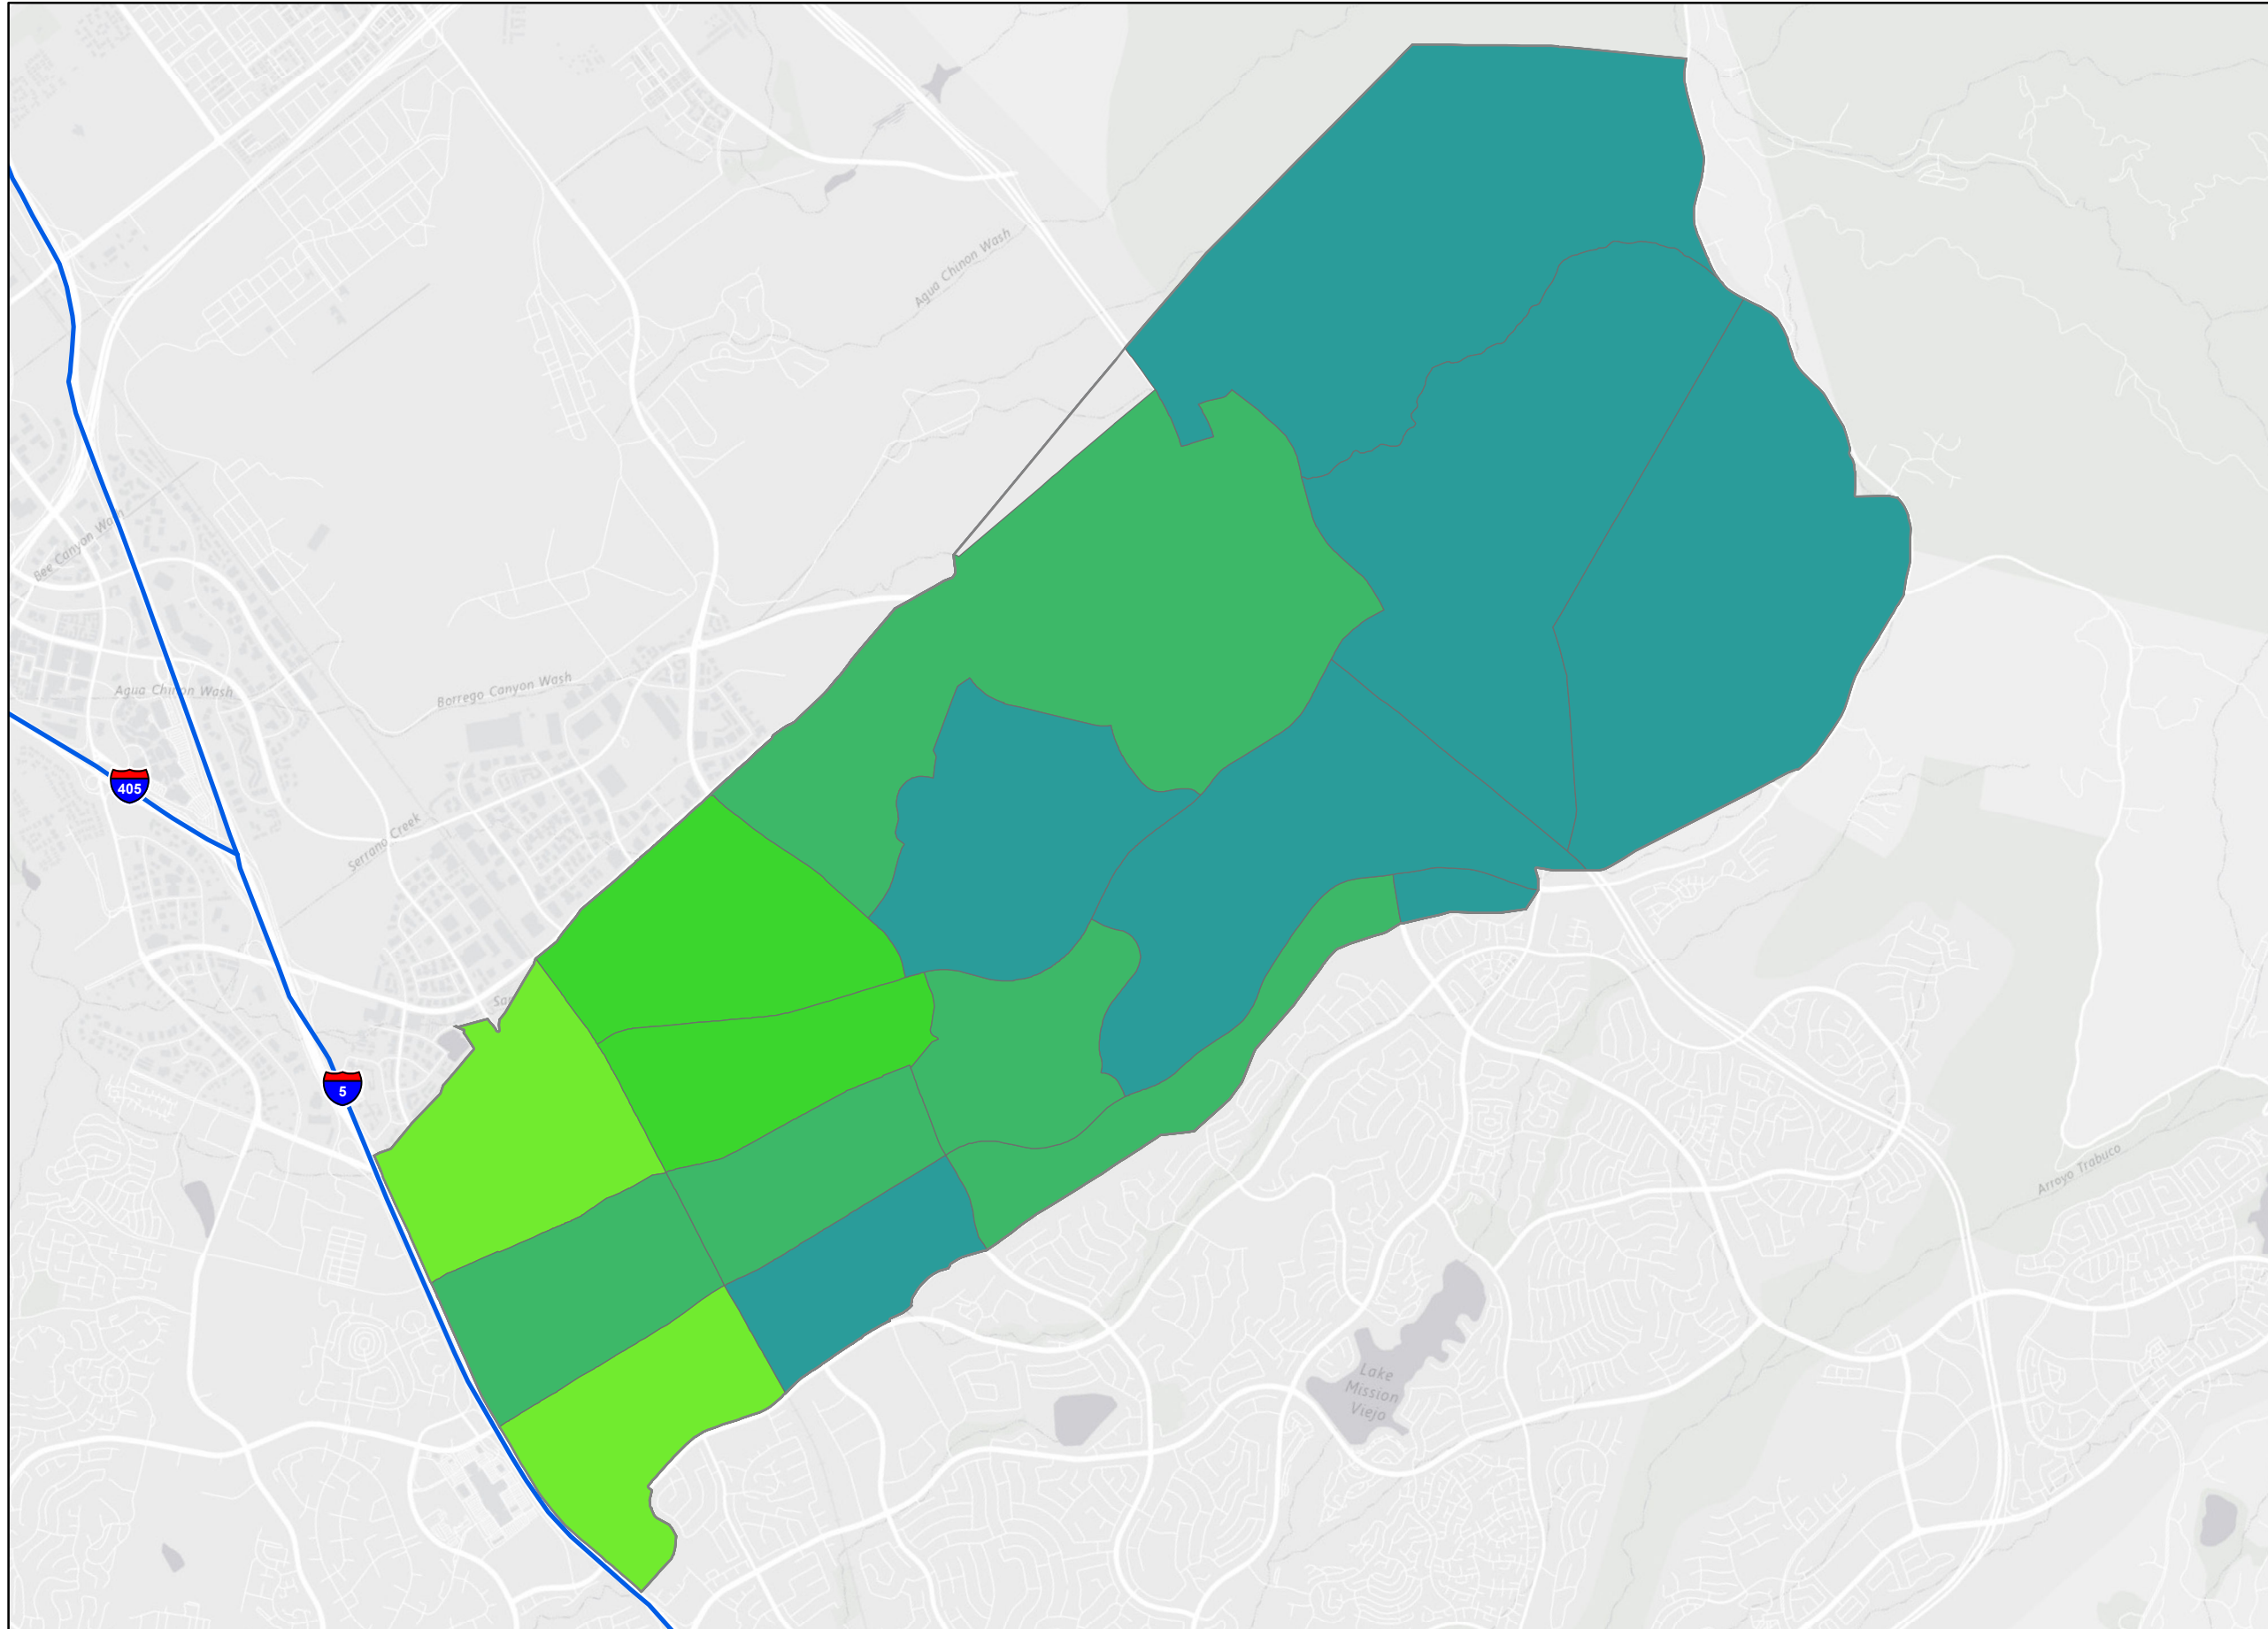 Agua Chinon Wash
Bee Canyon Wash
Agua Chinon Wash
Borrego Canyon Wash
405
Serrano Creek
5
Arroyo Trabuco
Lake
Mission
Viejo